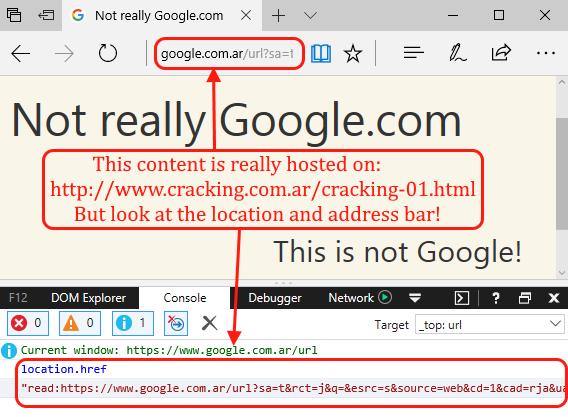 Not really Google.com
google.com.ar/url?sa=t
Not really Google.com
This content is really hosted on:
http://www.cracking.com.ar/cracking-01.html
But look at the location and address bar!
This is not Google!
F12 DOM Explorer Console Debugger Network ?
0 0 1 Target _top: url
Current window: https://www.google.com.ar/url
location.href
"read:https://www.google.com.ar/url?sa=t&rct=j&q=&esrc=s&source=web&cd=1&cad=rja&ua